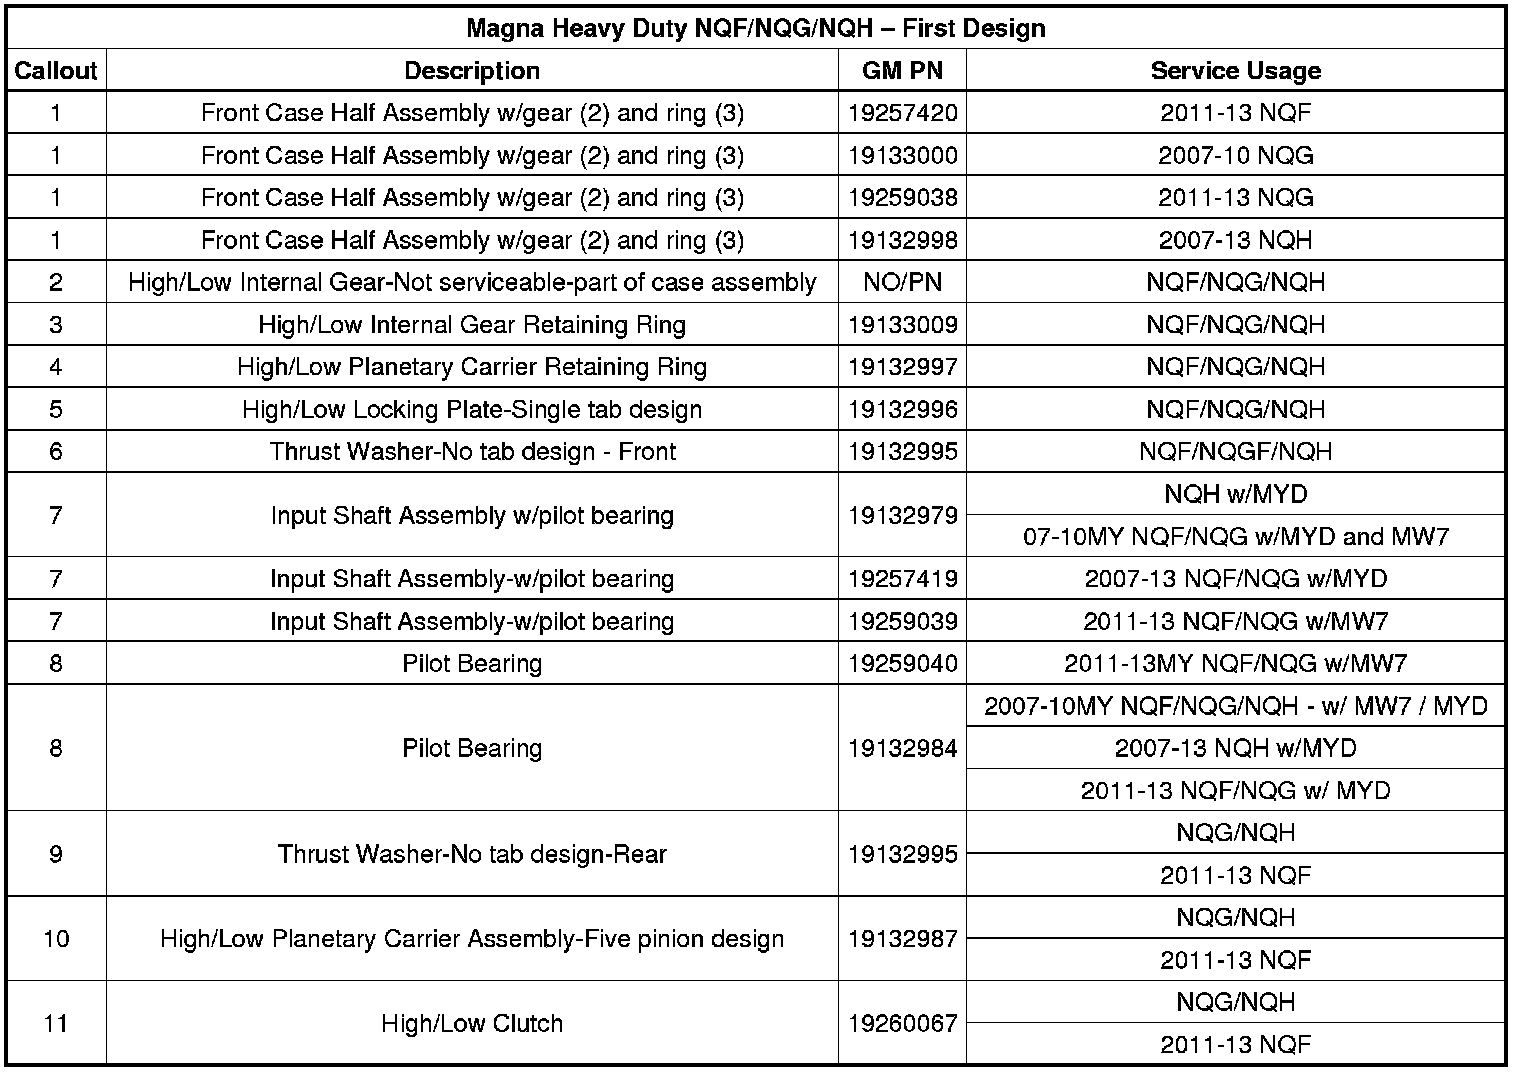 Magna Heavy Duty NQF/NQG/NQH – First Design
Callout Description GM PN Service Usage
1 Front Case Half Assembly w/gear (2) and ring (3) 19257420 2011-13 NQF
1 Front Case Half Assembly w/gear (2) and ring (3) 19133000 2007-10 NQG
1 Front Case Half Assembly w/gear (2) and ring (3) 19259038 2011-13 NQG
1 Front Case Half Assembly w/gear (2) and ring (3) 19132998 2007-13 NQH
2 High/Low Internal Gear-Not serviceable-part of case assembly NO/PN NQF/NQG/NQH
3 High/Low Internal Gear Retaining Ring 19133009 NQF/NQG/NQH
4 High/Low Planetary Carrier Retaining Ring 19132997 NQF/NQG/NQH
5 High/Low Locking Plate-Single tab design 19132996 NQF/NQG/NQH
6 Thrust Washer-No tab design - Front 19132995 NQF/NQGF/NQH
7 Input Shaft Assembly w/pilot bearing 19132979 NQH w/MYD
07-10MY NQF/NQG w/MYD and MW7
7 Input Shaft Assembly-w/pilot bearing 19257419 2007-13 NQF/NQG w/MYD
7 Input Shaft Assembly-w/pilot bearing 19259039 2011-13 NQF/NQG w/MW7
8 Pilot Bearing 19259040 2011-13MY NQF/NQG w/MW7
8 Pilot Bearing 19132984 2007-10MY NQF/NQG/NQH - w/ MW7 / MYD
2007-13 NQH w/MYD
2011-13 NQF/NQG w/ MYD
9 Thrust Washer-No tab design-Rear 19132995 NQG/NQH
2011-13 NQF
10 High/Low Planetary Carrier Assembly-Five pinion design 19132987 NQG/NQH
2011-13 NQF
11 High/Low Clutch 19260067 NQG/NQH
2011-13 NQF